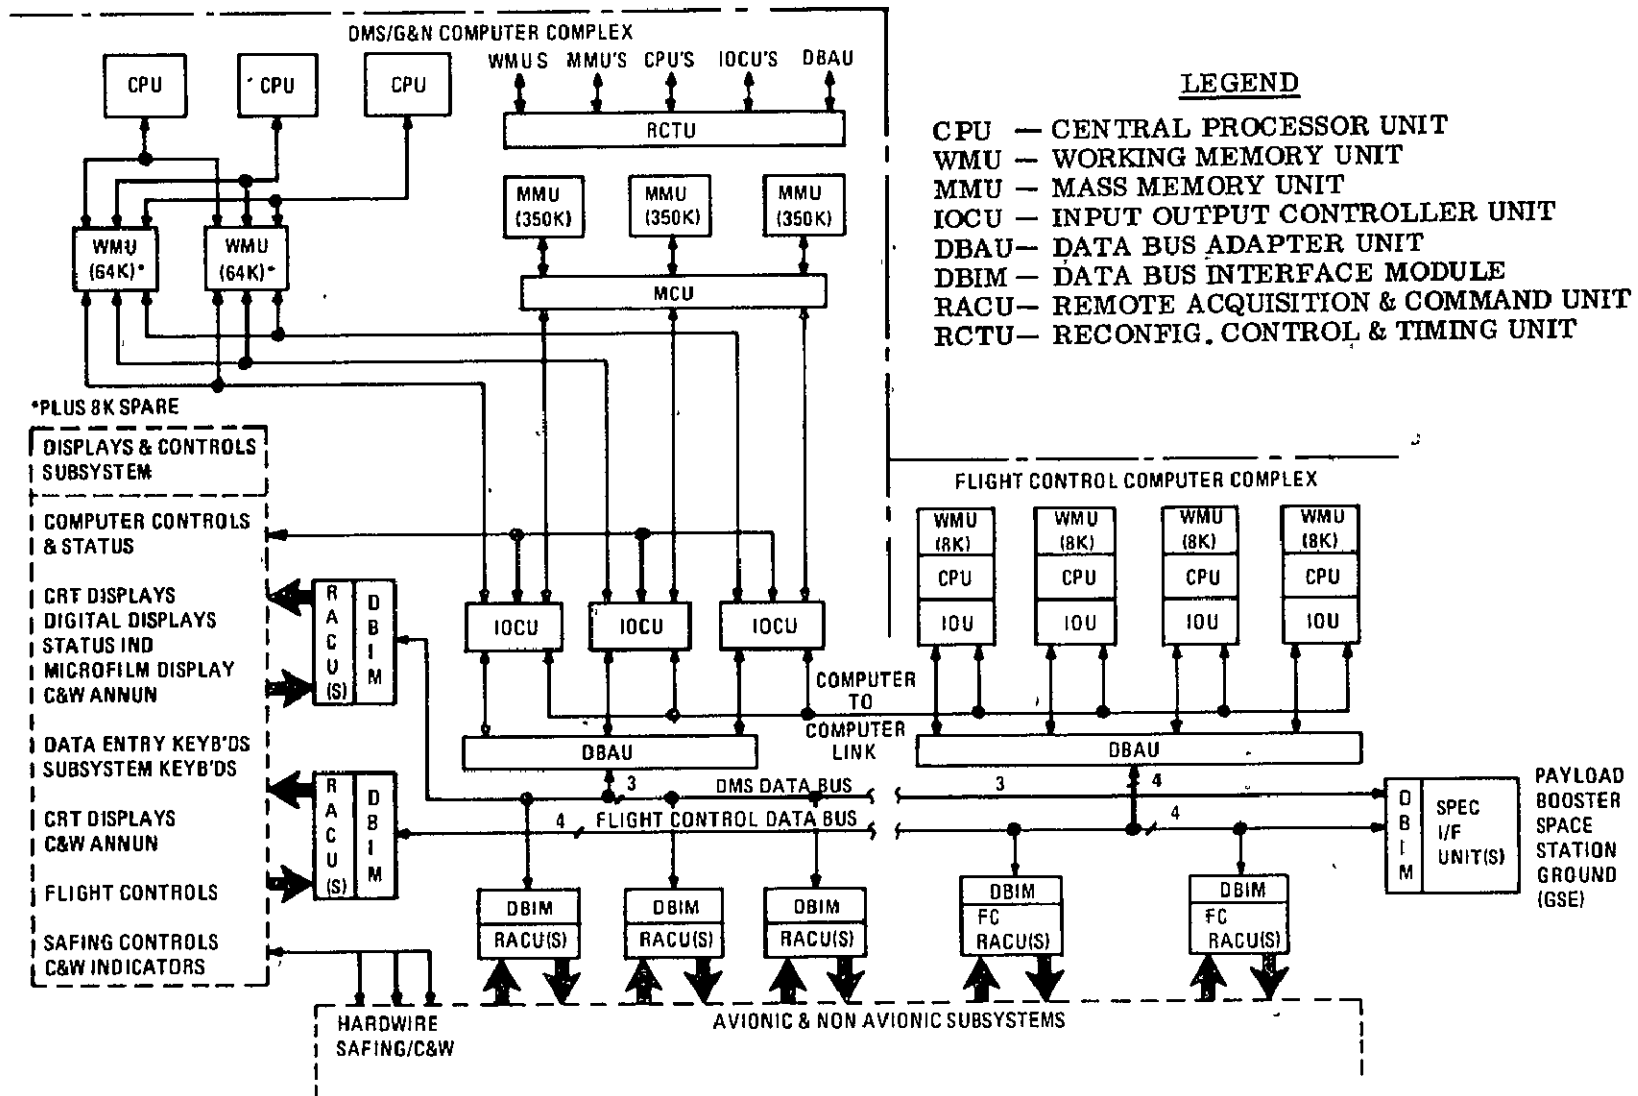 DMS/G&N COMPUTER COMPLEX
CPU
CPU
CPU
WMUS
MMU'S
CPU'S
IOCU'S
DBAU
RCTU
MMU
(350K)
MMU
(350K)
MMU
(350K)
WMU
(64K)*
WMU
(64K)*
MCU
*PLUS 8K SPARE
LEGEND
CPU — CENTRAL PROCESSOR UNIT
WMU — WORKING MEMORY UNIT
MMU — MASS MEMORY UNIT
IOCU — INPUT OUTPUT CONTROLLER UNIT
DBAU— DATA BUS ADAPTER UNIT
DBIM — DATA BUS INTERFACE MODULE
RACU— REMOTE ACQUISITION & COMMAND UNIT
RCTU— RECONFIG. CONTROL & TIMING UNIT
DISPLAYS & CONTROLS
SUBSYSTEM
COMPUTER CONTROLS
& STATUS
CRT DISPLAYS
DIGITAL DISPLAYS
STATUS IND
MICROFILM DISPLAY
C&W ANNUN
DATA ENTRY KEYB'DS
SUBSYSTEM KEYB'DS
CRT DISPLAYS
C&W ANNUN
FLIGHT CONTROLS
SAFING CONTROLS
C&W INDICATORS
RACU(S)
DBIM
RACU(S)
DBIM
IOCU
IOCU
IOCU
FLIGHT CONTROL COMPUTER COMPLEX
WMU
(8K)
CPU
IOU
WMU
(8K)
CPU
IOU
WMU
(8K)
CPU
IOU
WMU
(8K)
CPU
IOU
COMPUTER
TO
COMPUTER
LINK
DBAU
DBAU
3
DMS DATA BUS
3
4
4
FLIGHT CONTROL DATA BUS
4
DBIM
SPEC
I/F
UNIT(S)
PAYLOAD
BOOSTER
SPACE
STATION
GROUND
(GSE)
DBIM
RACU(S)
DBIM
RACU(S)
DBIM
RACU(S)
DBIM
FC
RACU(S)
DBIM
FC
RACU(S)
HARDWIRE
SAFING/C&W
AVIONIC & NON AVIONIC SUBSYSTEMS